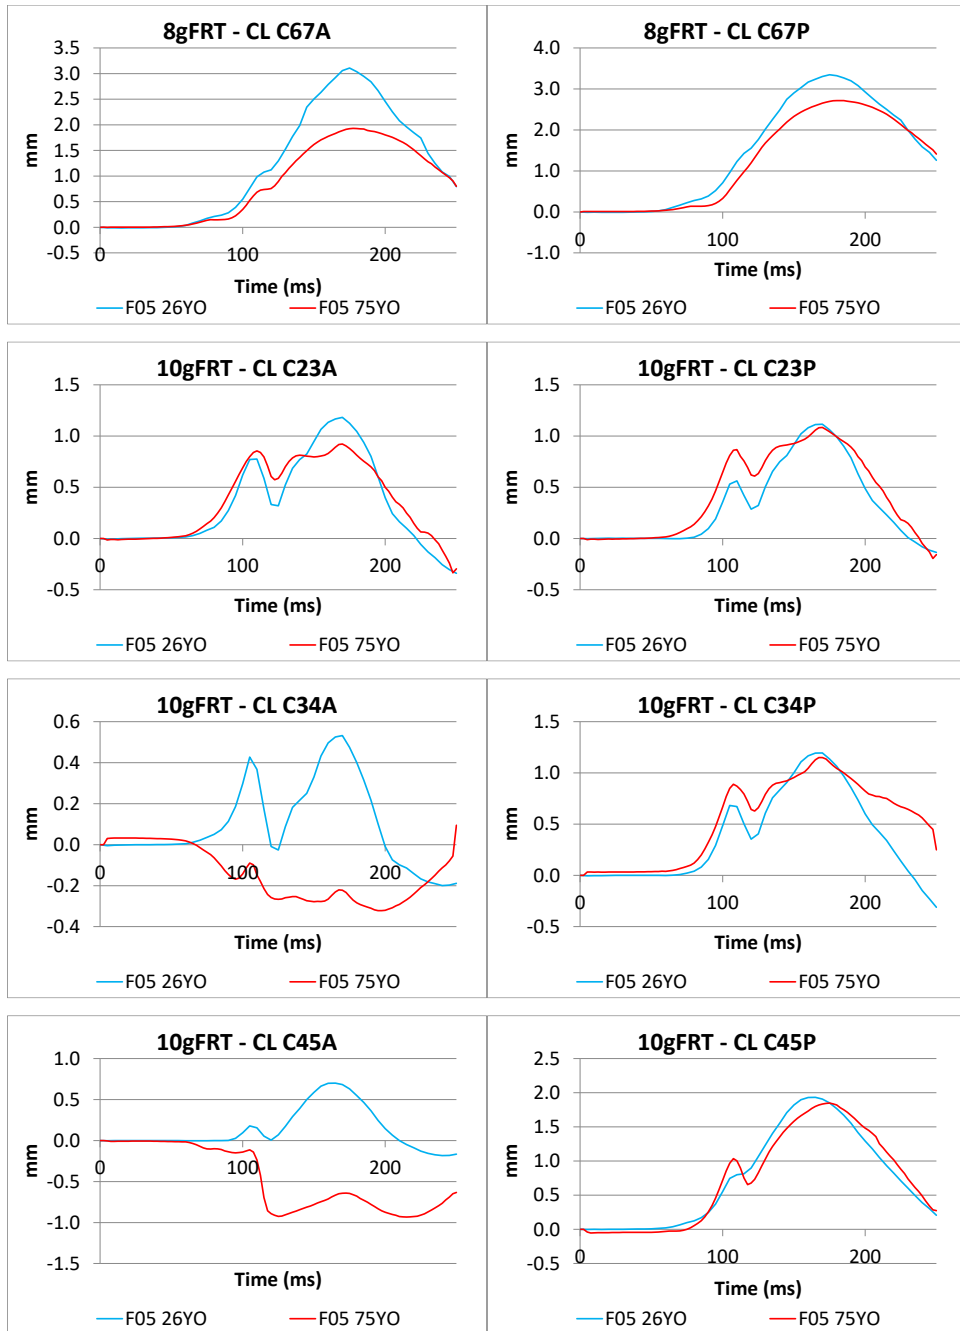 8gFRT - CL C67A
3.5
3.0
2.5
2.0
1.5
1.0
0.5
0.0
-0.5
mm
0 100 200
Time (ms)
F05 26YO F05 75YO
8gFRT - CL C67P
4.0
3.0
2.0
1.0
0.0
-1.0
mm
0 100 200
Time (ms)
F05 26YO F05 75YO
10gFRT - CL C23A
1.5
1.0
0.5
0.0
-0.5
mm
0 100 200
Time (ms)
F05 26YO F05 75YO
10gFRT - CL C23P
1.5
1.0
0.5
0.0
-0.5
mm
0 100 200
Time (ms)
F05 26YO F05 75YO
10gFRT - CL C34A
0.6
0.4
0.2
0.0
-0.2
-0.4
mm
0 100 200
Time (ms)
F05 26YO F05 75YO
10gFRT - CL C34P
1.5
1.0
0.5
0.0
-0.5
mm
0 100 200
Time (ms)
F05 26YO F05 75YO
10gFRT - CL C45A
1.0
0.5
0.0
-0.5
-1.0
-1.5
mm
0 100 200
Time (ms)
F05 26YO F05 75YO
10gFRT - CL C45P
2.5
2.0
1.5
1.0
0.5
0.0
-0.5
mm
0 100 200
Time (ms)
F05 26YO F05 75YO